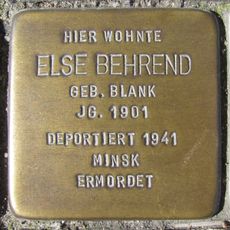 HIER WOHNTE
ELSE BEHREND
GEB. BLANK
JG. 1901
DEPORTIERT 1941
MINSK
ERMORDET